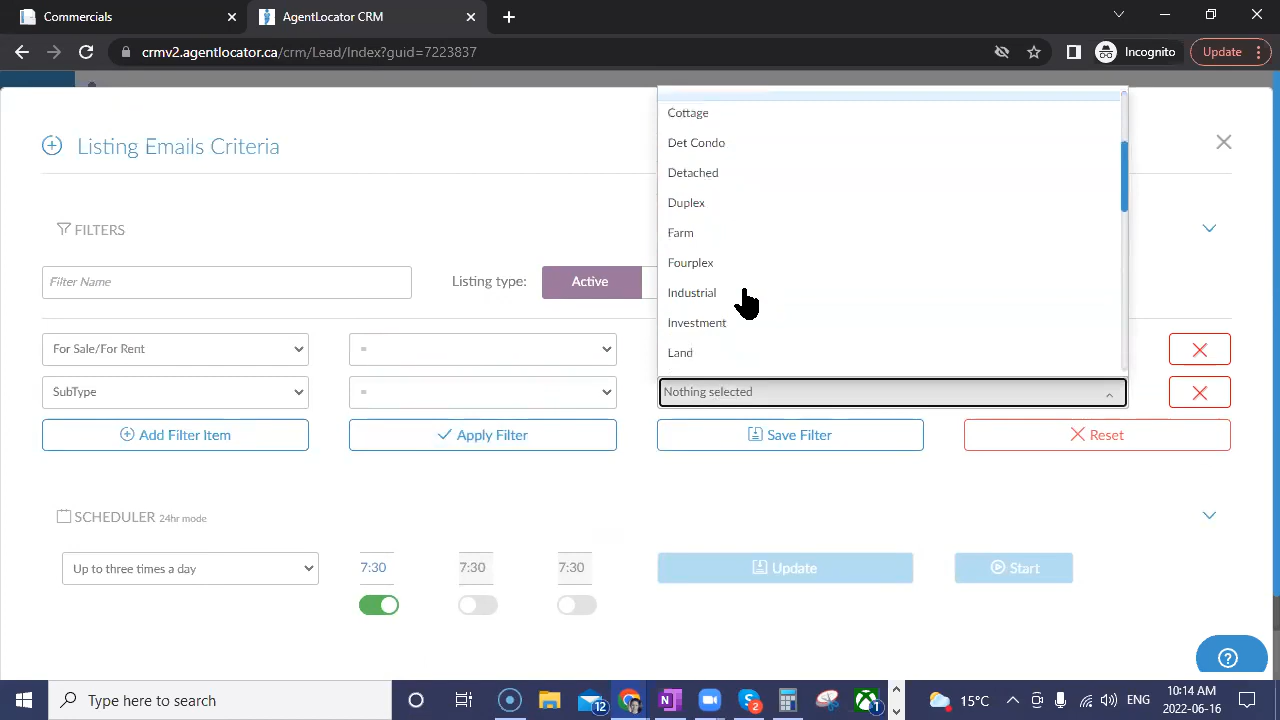 Commercials
AgentLocator CRM
crmv2.agentlocator.ca/crm/Lead/Index?guid=7223837
Incognito
Update
Listing Emails Criteria
FILTERS
Filter Name
Listing type:
Active
Cottage
Det Condo
Detached
Duplex
Farm
Fourplex
Industrial
Investment
Land
For Sale/For Rent
=
SubType
=
Nothing selected
Add Filter Item
Apply Filter
Save Filter
Reset
SCHEDULER 24hr mode
Up to three times a day
7:30
7:30
7:30
Update
Start
Type here to search
12
N
2
1
15°C
ENG
10:14 AM
2022-06-16